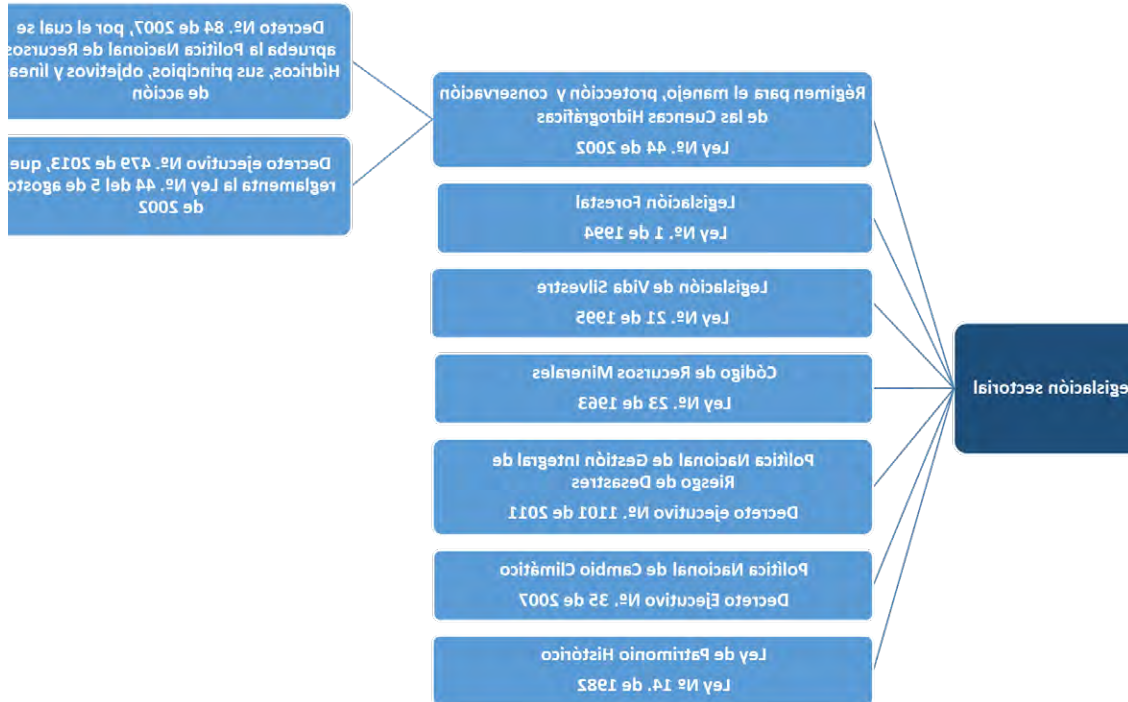 egislación sectorial
Régimen para el manejo, protección y conservación
de las Cuencas Hidrográficas
Ley Nº. 44 de 2002
Legislación Forestal
Ley Nº. 1 de 1994
Legislación de Vida Silvestre
Ley Nº. 21 de 1995
Código de Recursos Minerales
Ley Nº. 23 de 1963
Política Nacional de Gestión Integral de
Riesgo de Desastres
Decreto ejecutivo Nº. 1101 de 2011
Política Nacional de Cambio Climático
Decreto Ejecutivo Nº. 35 de 2007
Ley de Patrimonio Histórico
Ley Nº 14. de 1982
Decreto Nº. 84 de 2007, por el cual se
aprueba la Política Nacional de Recursos
Hídricos, sus principios, objetivos y línea
de acción
Decreto ejecutivo Nº. 479 de 2013, que
reglamenta la Ley Nº. 44 del 5 de agosto
de 2002